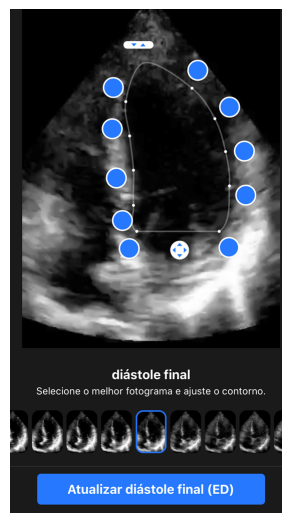 diástole final
Selecione o melhor fotograma e ajuste o contorno.
Atualizar diástole final (ED)